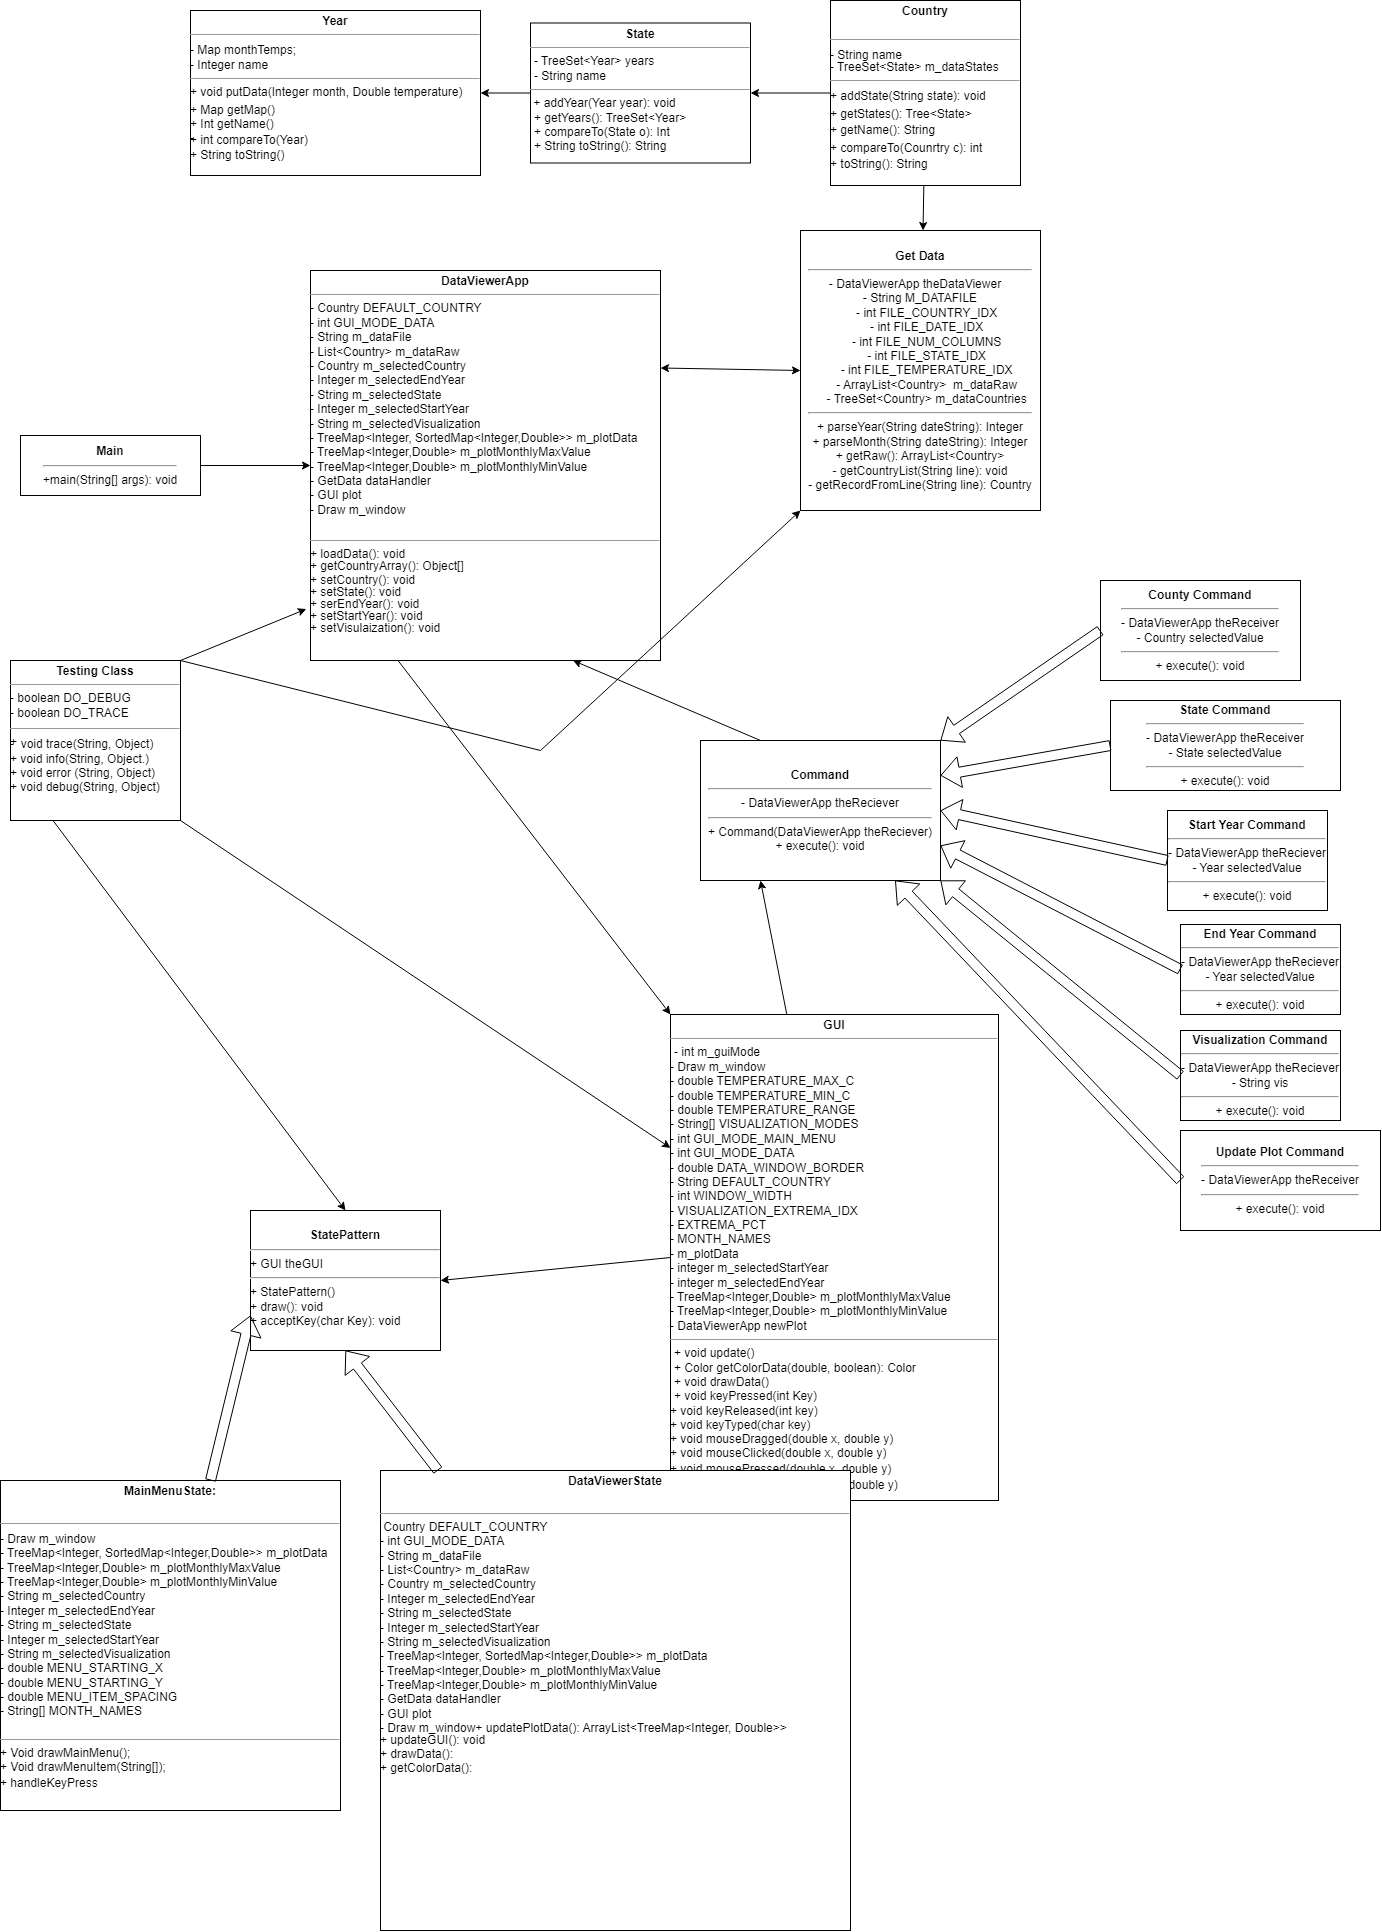 Year
- Map monthTemps;
- Integer name
+ void putData(Integer month, Double temperature)
+ Map getMap()
+ Int getName()
+ int compareTo(Year)
+ String toString()
State
- TreeSet<Year> years
- String name
+ addYear(Year year): void
+ getYears(): TreeSet<Year>
+ compareTo(State o): Int
+ String toString(): String
Country
- String name
- TreeSet<State> m_dataStates
+ addState(String state): void
+ getStates(): Tree<State>
+ getName(): String
+ compareTo(Counrtry c): int
+ toString(): String
Get Data
- DataViewerApp theDataViewer
- String M_DATAFILE
- int FILE_COUNTRY_IDX
- int FILE_DATE_IDX
- int FILE_NUM_COLUMNS
- int FILE_STATE_IDX
- int FILE_TEMPERATURE_IDX
- ArrayList<Country> m_dataRaw
- TreeSet<Country> m_dataCountries
+ parseYear(String dateString): Integer
+ parseMonth(String dateString): Integer
+ getRaw(): ArrayList<Country>
- getCountryList(String line): void
- getRecordFromLine(String line): Country
DataViewerApp
- Country DEFAULT_COUNTRY
- int GUI_MODE_DATA
- String m_dataFile
- List<Country> m_dataRaw
- Country m_selectedCountry
- Integer m_selectedEndYear
- String m_selectedState
- Integer m_selectedStartYear
- String m_selectedVisualization
- TreeMap<Integer, SortedMap<Integer,Double>> m_plotData
- TreeMap<Integer,Double> m_plotMonthlyMaxValue
- TreeMap<Integer,Double> m_plotMonthlyMinValue
- GetData dataHandler
- GUI plot
- Draw m_window
+ loadData(): void
+ getCountryArray(): Object[]
+ setCountry(): void
+ setState(): void
+ serEndYear(): void
+ setStartYear(): void
+ setVisulaization(): void
Main
+main(String[] args): void
Testing Class
- boolean DO_DEBUG
- boolean DO_TRACE
+ void trace(String, Object)
+ void info(String, Object.)
+ void error (String, Object)
+ void debug(String, Object)
Command
- DataViewerApp theReciever
+ Command(DataViewerApp theReciever)
+ execute(): void
County Command
- DataViewerApp theReceiver
- Country selectedValue
+ execute(): void
State Command
- DataViewerApp theReceiver
- State selectedValue
+ execute(): void
Start Year Command
- DataViewerApp theReciever
- Year selectedValue
+ execute(): void
End Year Command
- DataViewerApp theReciever
- Year selectedValue
+ execute(): void
Visualization Command
- DataViewerApp theReciever
- String vis
+ execute(): void
Update Plot Command
- DataViewerApp theReceiver
+ execute(): void
GUI
- int m_guiMode
- Draw m_window
- double TEMPERATURE_MAX_C
- double TEMPERATURE_MIN_C
- double TEMPERATURE_RANGE
- String[] VISUALIZATION_MODES
- int GUI_MODE_MAIN_MENU
- int GUI_MODE_DATA
- double DATA_WINDOW_BORDER
- String DEFAULT_COUNTRY
- int WINDOW_WIDTH
- VISUALIZATION_EXTREMA_IDX
- EXTREMA_PCT
- MONTH_NAMES
- m_plotData
- integer m_selectedStartYear
- integer m_selectedEndYear
- TreeMap<Integer,Double> m_plotMonthlyMaxValue
- TreeMap<Integer,Double> m_plotMonthlyMinValue
- DataViewerApp newPlot
+ void update()
+ Color getColorData(double, boolean): Color
+ void drawData()
+ void keyPressed(int Key)
+ void keyReleased(int key)
+ void keyTyped(char key)
+ void mouseDragged(double x, double y)
+ void mouseClicked(double x, double y)
+ void mousePressed(double x, double y)
double y)
StatePattern
+ GUI theGUI
+ StatePattern()
+ draw(): void
+ acceptKey(char Key): void
MainMenuState:
- Draw m_window
- TreeMap<Integer, SortedMap<Integer,Double>> m_plotData
- TreeMap<Integer,Double> m_plotMonthlyMaxValue
- TreeMap<Integer,Double> m_plotMonthlyMinValue
- String m_selectedCountry
- Integer m_selectedEndYear
- String m_selectedState
- Integer m_selectedStartYear
- String m_selectedVisualization
- double MENU_STARTING_X
- double MENU_STARTING_Y
- double MENU_ITEM_SPACING
- String[] MONTH_NAMES
+ Void drawMainMenu();
+ Void drawMenuItem(String[]);
+ handleKeyPress
DataViewerState
Country DEFAULT_COUNTRY
- int GUI_MODE_DATA
- String m_dataFile
- List<Country> m_dataRaw
- Country m_selectedCountry
- Integer m_selectedEndYear
- String m_selectedState
- Integer m_selectedStartYear
- String m_selectedVisualization
- TreeMap<Integer, SortedMap<Integer,Double>> m_plotData
- TreeMap<Integer,Double> m_plotMonthlyMaxValue
- TreeMap<Integer,Double> m_plotMonthlyMinValue
- GetData dataHandler
- GUI plot
- Draw m_window+ updatePlotData(): ArrayList<TreeMap<Integer, Double>>
+ updateGUI(): void
+ drawData():
+ getColorData():